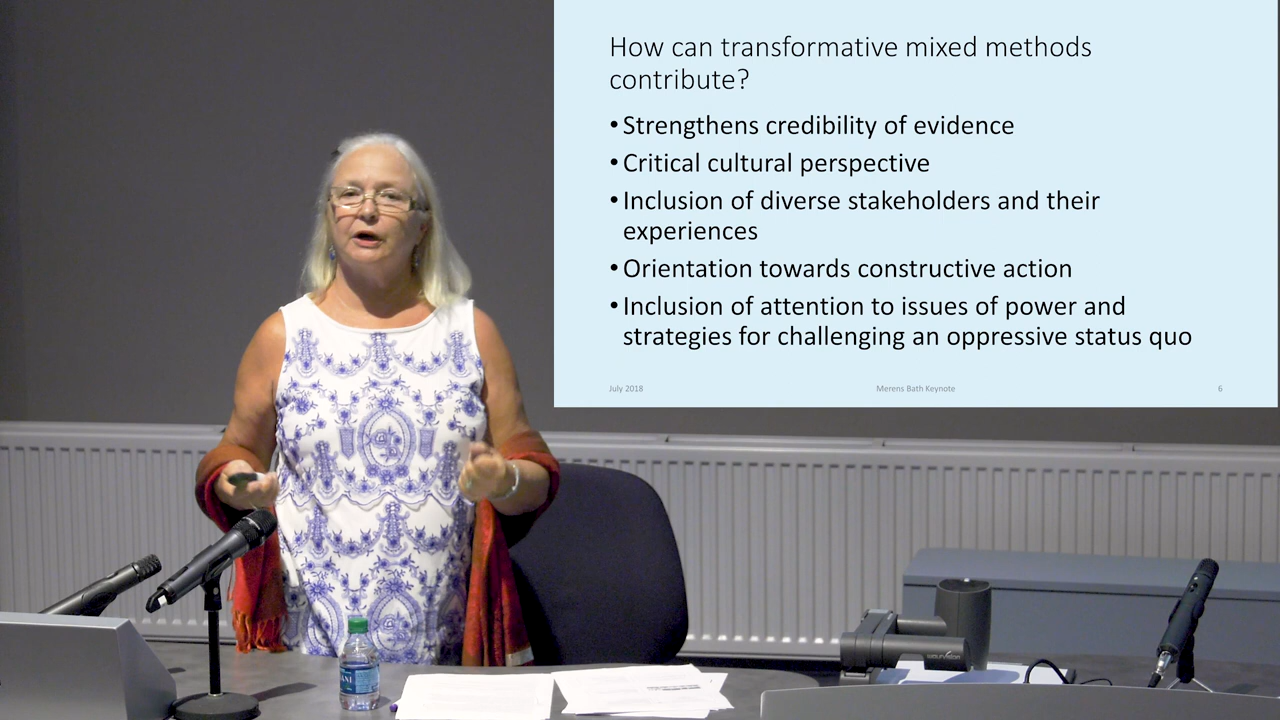 How can transformative mixed methods
contribute?
•Strengthens credibility of evidence
•Critical cultural perspective
•Inclusion of diverse stakeholders and their
experiences
•Orientation towards constructive action
•Inclusion of attention to issues of power and
strategies for challenging an oppressive status quo
July 2018
Merens Bath Keynote
6